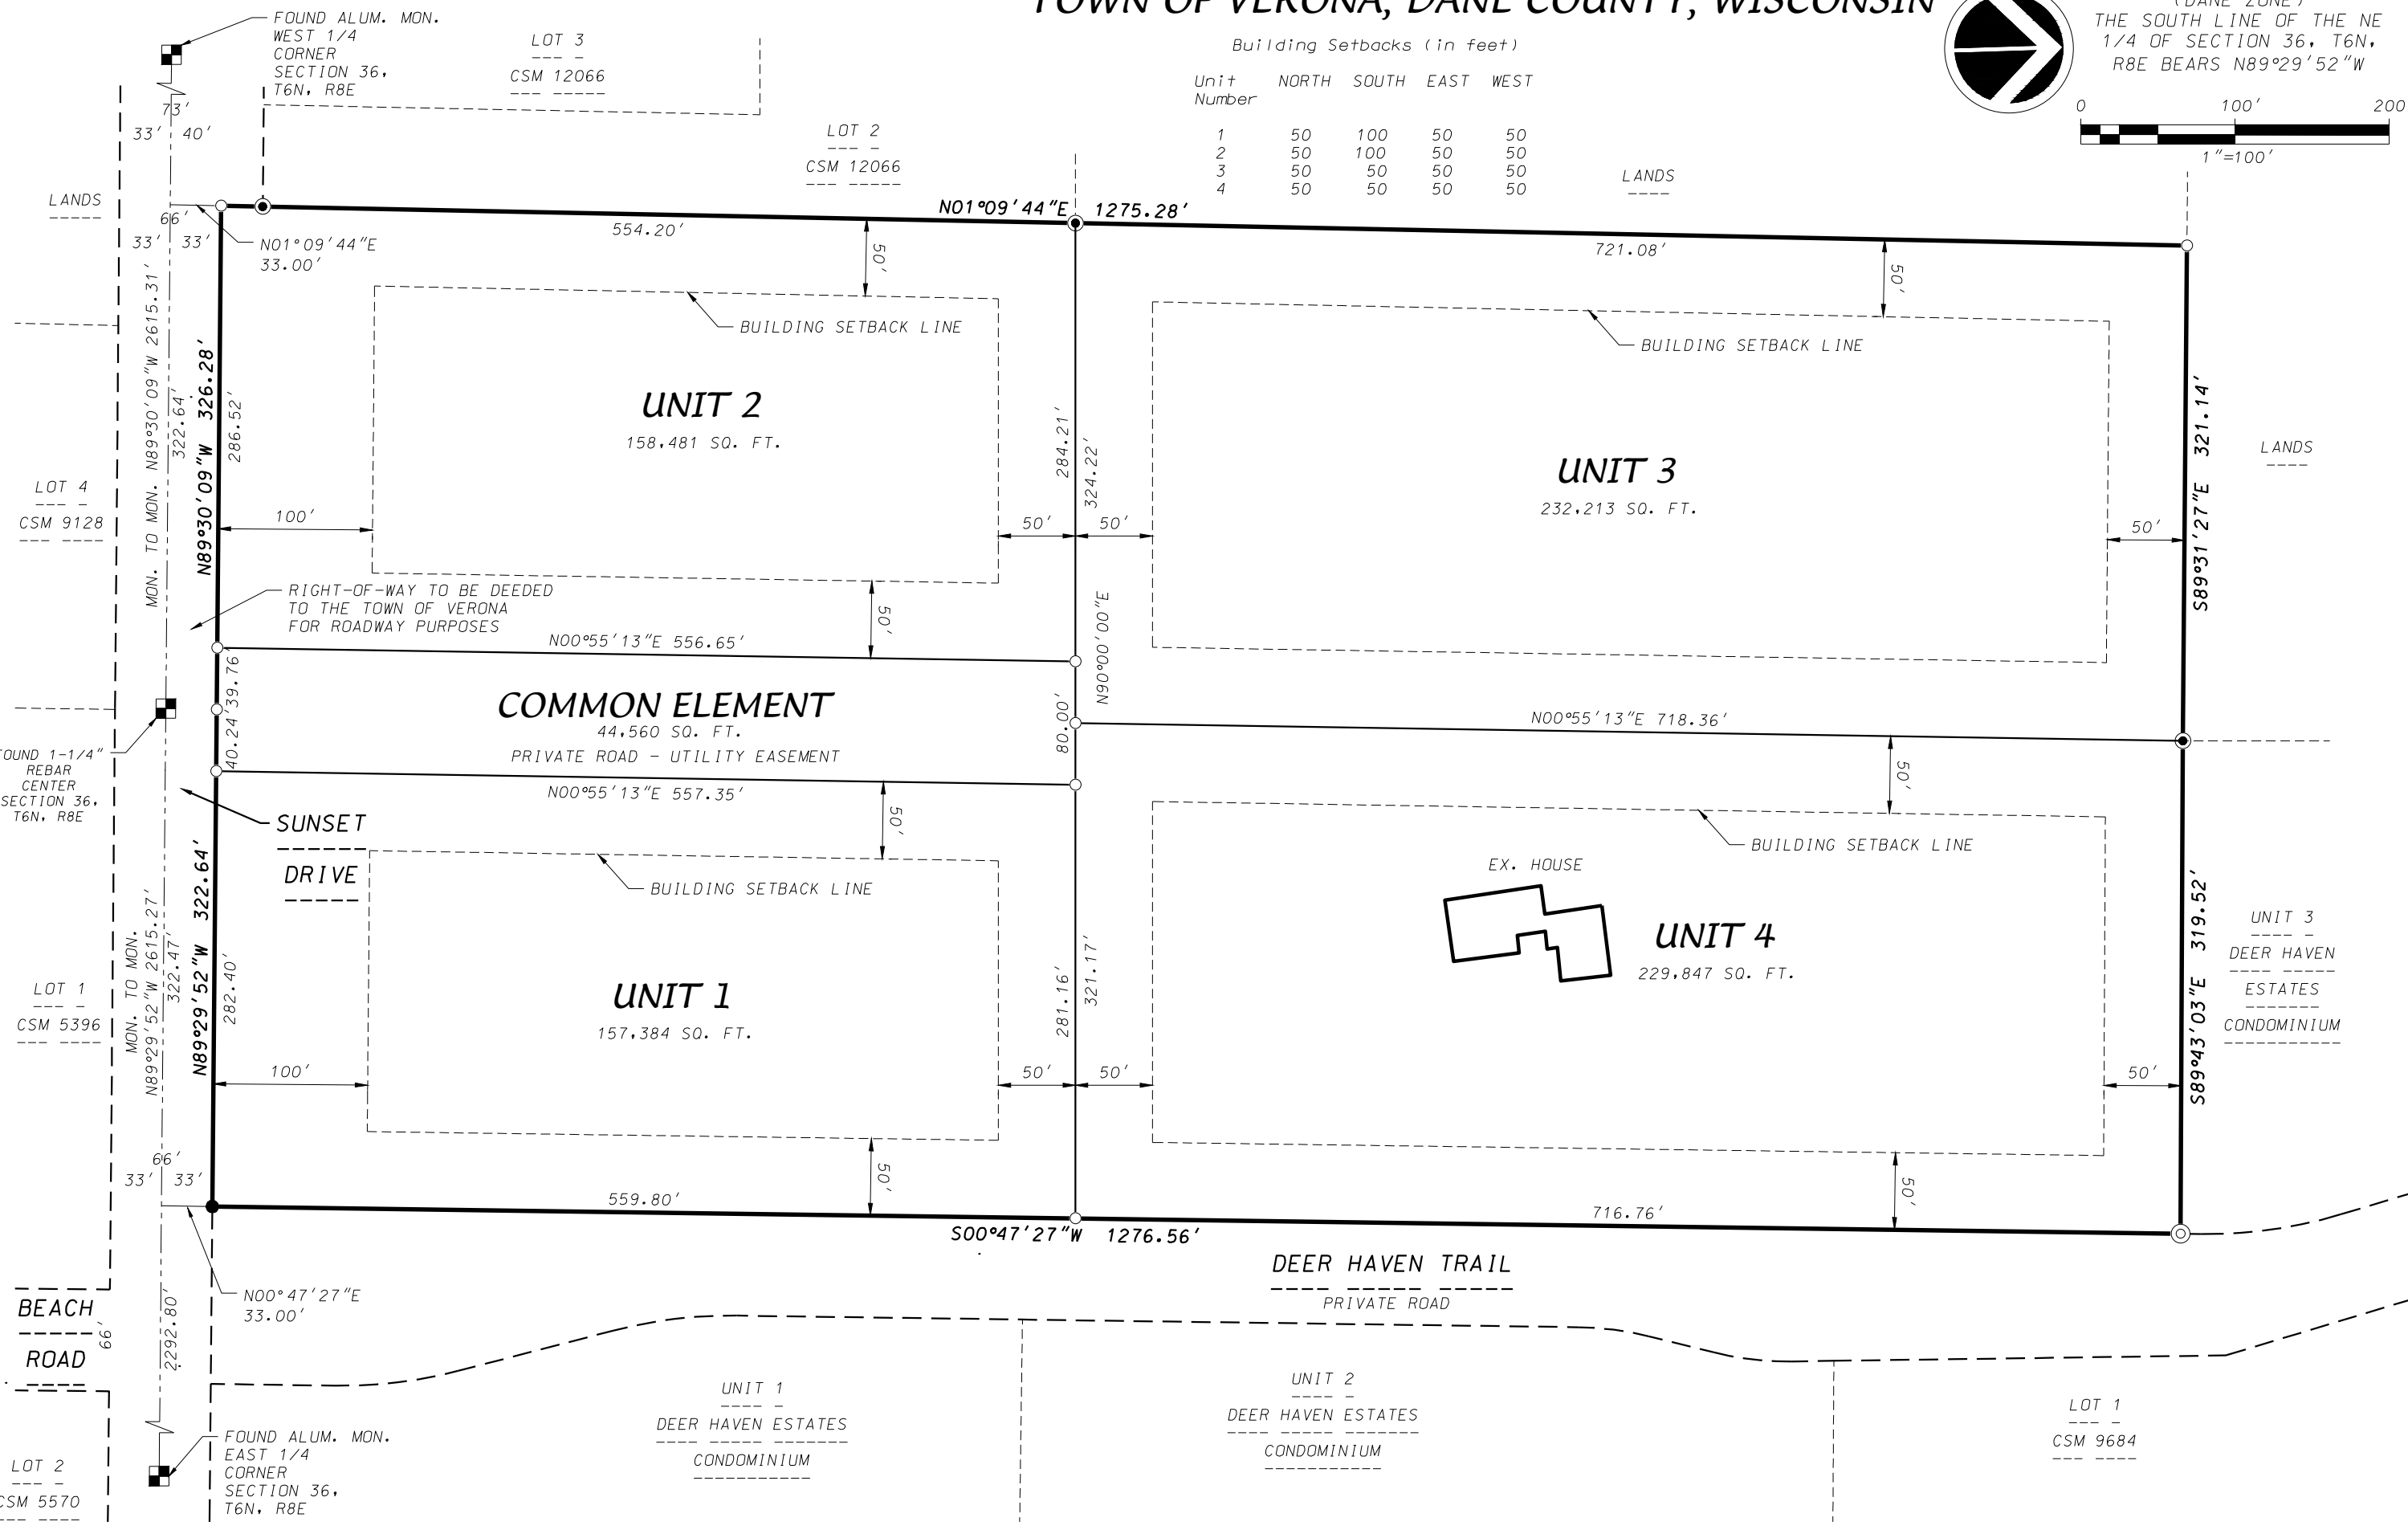 TOWN OF VERONA, DANE COUNTY, WISCONSIN
(DANE ZONE)
THE SOUTH LINE OF THE NE
1/4 OF SECTION 36, T6N,
R8E BEARS N89°29'52"W
0 100' 200
1"=100'
Building Setbacks (in feet)
Unit Number NORTH SOUTH EAST WEST
1 50 100 50 50
2 50 100 50 50
3 50 50 50 50
4 50 50 50 50
FOUND ALUM. MON.
WEST 1/4
CORNER
SECTION 36,
T6N, R8E
LOT 3
CSM 12066
LOT 2
CSM 12066
LANDS
73'
33' 40'
LANDS
66'
33' 33'
N01°09'44"E
33.00'
N01°09'44"E 1275.28'
554.20'
721.08'
50'
50'
BUILDING SETBACK LINE
BUILDING SETBACK LINE
MON. TO MON. N89°30'09"W 2615.31'
322.64'
N89°30'09"W 326.28'
286.52'
UNIT 2
158,481 SQ. FT.
284.21'
324.22'
UNIT 3
232,213 SQ. FT.
S89°31'27"E 321.14'
LANDS
LOT 4
CSM 9128
100'
50'
50'
50'
RIGHT-OF-WAY TO BE DEEDED
TO THE TOWN OF VERONA
FOR ROADWAY PURPOSES
50'
N00°55'13"E 556.65'
N90°00'00"E
39.76'
40.24'
COMMON ELEMENT
44,560 SQ. FT.
PRIVATE ROAD - UTILITY EASEMENT
80.00'
N00°55'13"E 718.36'
1-1/4"
REBAR
CENTER
SECTION 36,
T6N, R8E
N00°55'13"E 557.35'
50'
50'
SUNSET
DRIVE
BUILDING SETBACK LINE
BUILDING SETBACK LINE
EX. HOUSE
MON. TO MON.
N89°29'52"W 2615.27'
322.47'
N89°29'52"W 322.64'
282.40'
UNIT 1
157,384 SQ. FT.
281.16'
321.17'
UNIT 4
229,847 SQ. FT.
S89°43'03"E 319.52'
UNIT 3
DEER HAVEN
ESTATES
CONDOMINIUM
LOT 1
CSM 5396
100'
50'
50'
50'
66'
33' 33'
50'
50'
559.80'
716.76'
S00°47'27"W 1276.56'
DEER HAVEN TRAIL
PRIVATE ROAD
N00°47'27"E
33.00'
BEACH
ROAD
66'
2292.80'
UNIT 1
DEER HAVEN ESTATES
CONDOMINIUM
UNIT 2
DEER HAVEN ESTATES
CONDOMINIUM
LOT 1
CSM 9684
FOUND ALUM. MON.
EAST 1/4
CORNER
SECTION 36,
T6N, R8E
LOT 2
CSM 5570